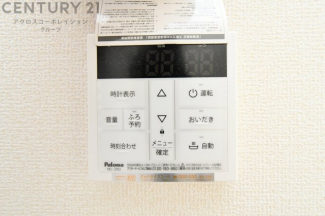 CENTURY 21
アクロスコーポレイション
グループ
88:88
時計表示
運転
音量
ふろ
予約
おいだき
時刻合わせ
メニュー
確定
自動
Paloma